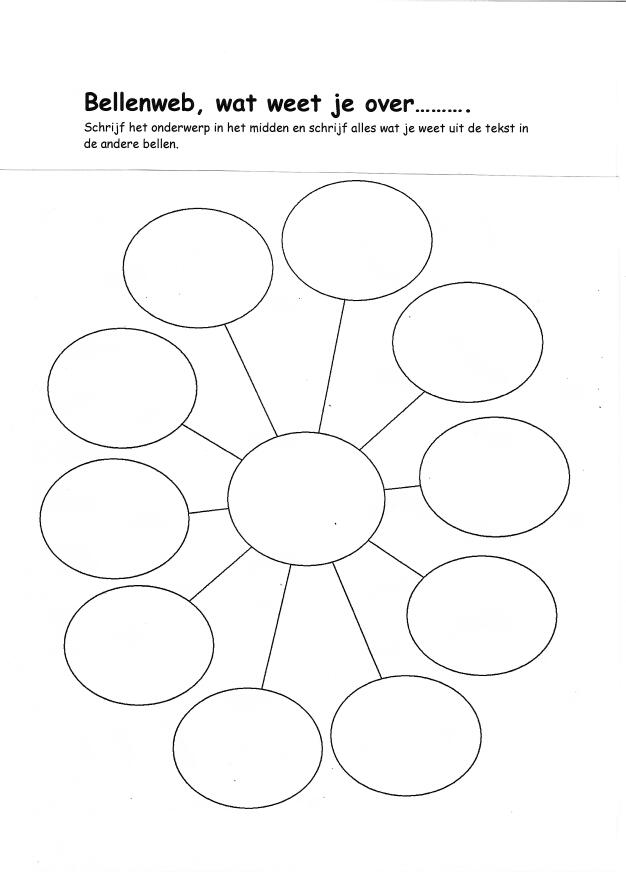 Bellenweb, wat weet je over……….
Schrijf het onderwerp in het midden en schrijf alles wat je weet uit de tekst in
de andere bellen.